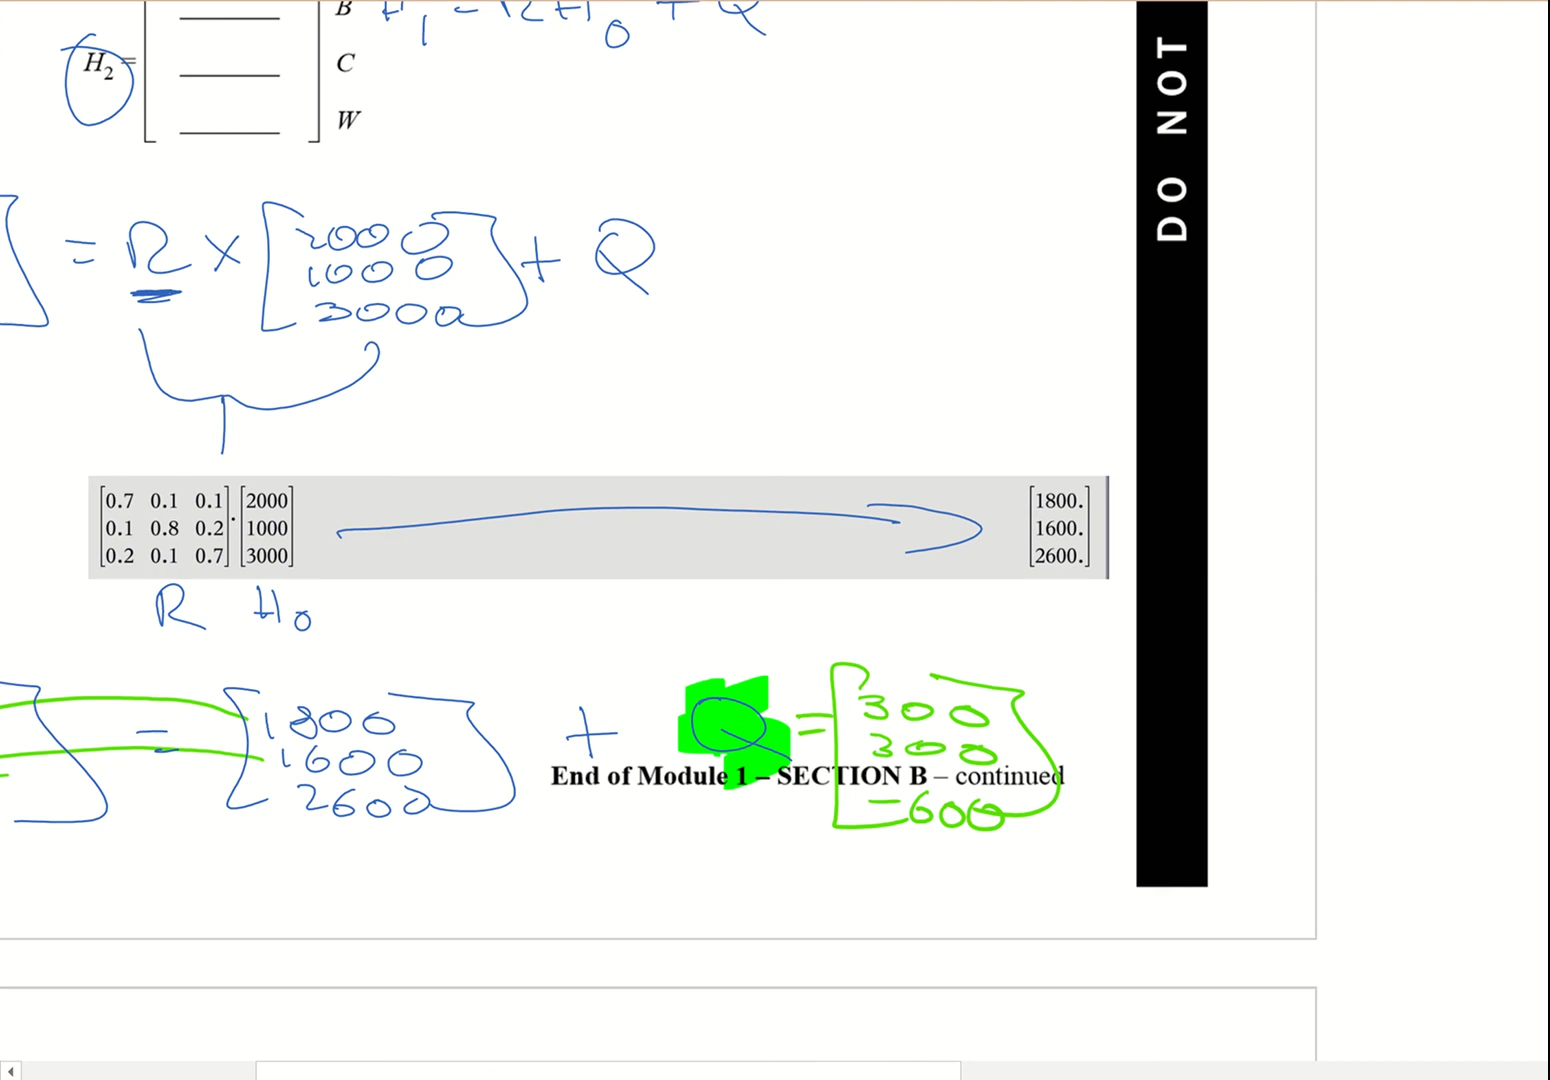 B H₁ = RH₀ + Q
H₂ =
C
W
= R × [2000 1000 3000] + Q
[0.7 0.1 0.1] · [2000] [1800.]
[0.1 0.8 0.2] [1000] [1600.]
[0.2 0.1 0.7] [3000] [2600.]
R H₀
= [1800 1600 2600] + Q = [300 300 -600]
End of Module 1 – SECTION B – continued
DO NOT